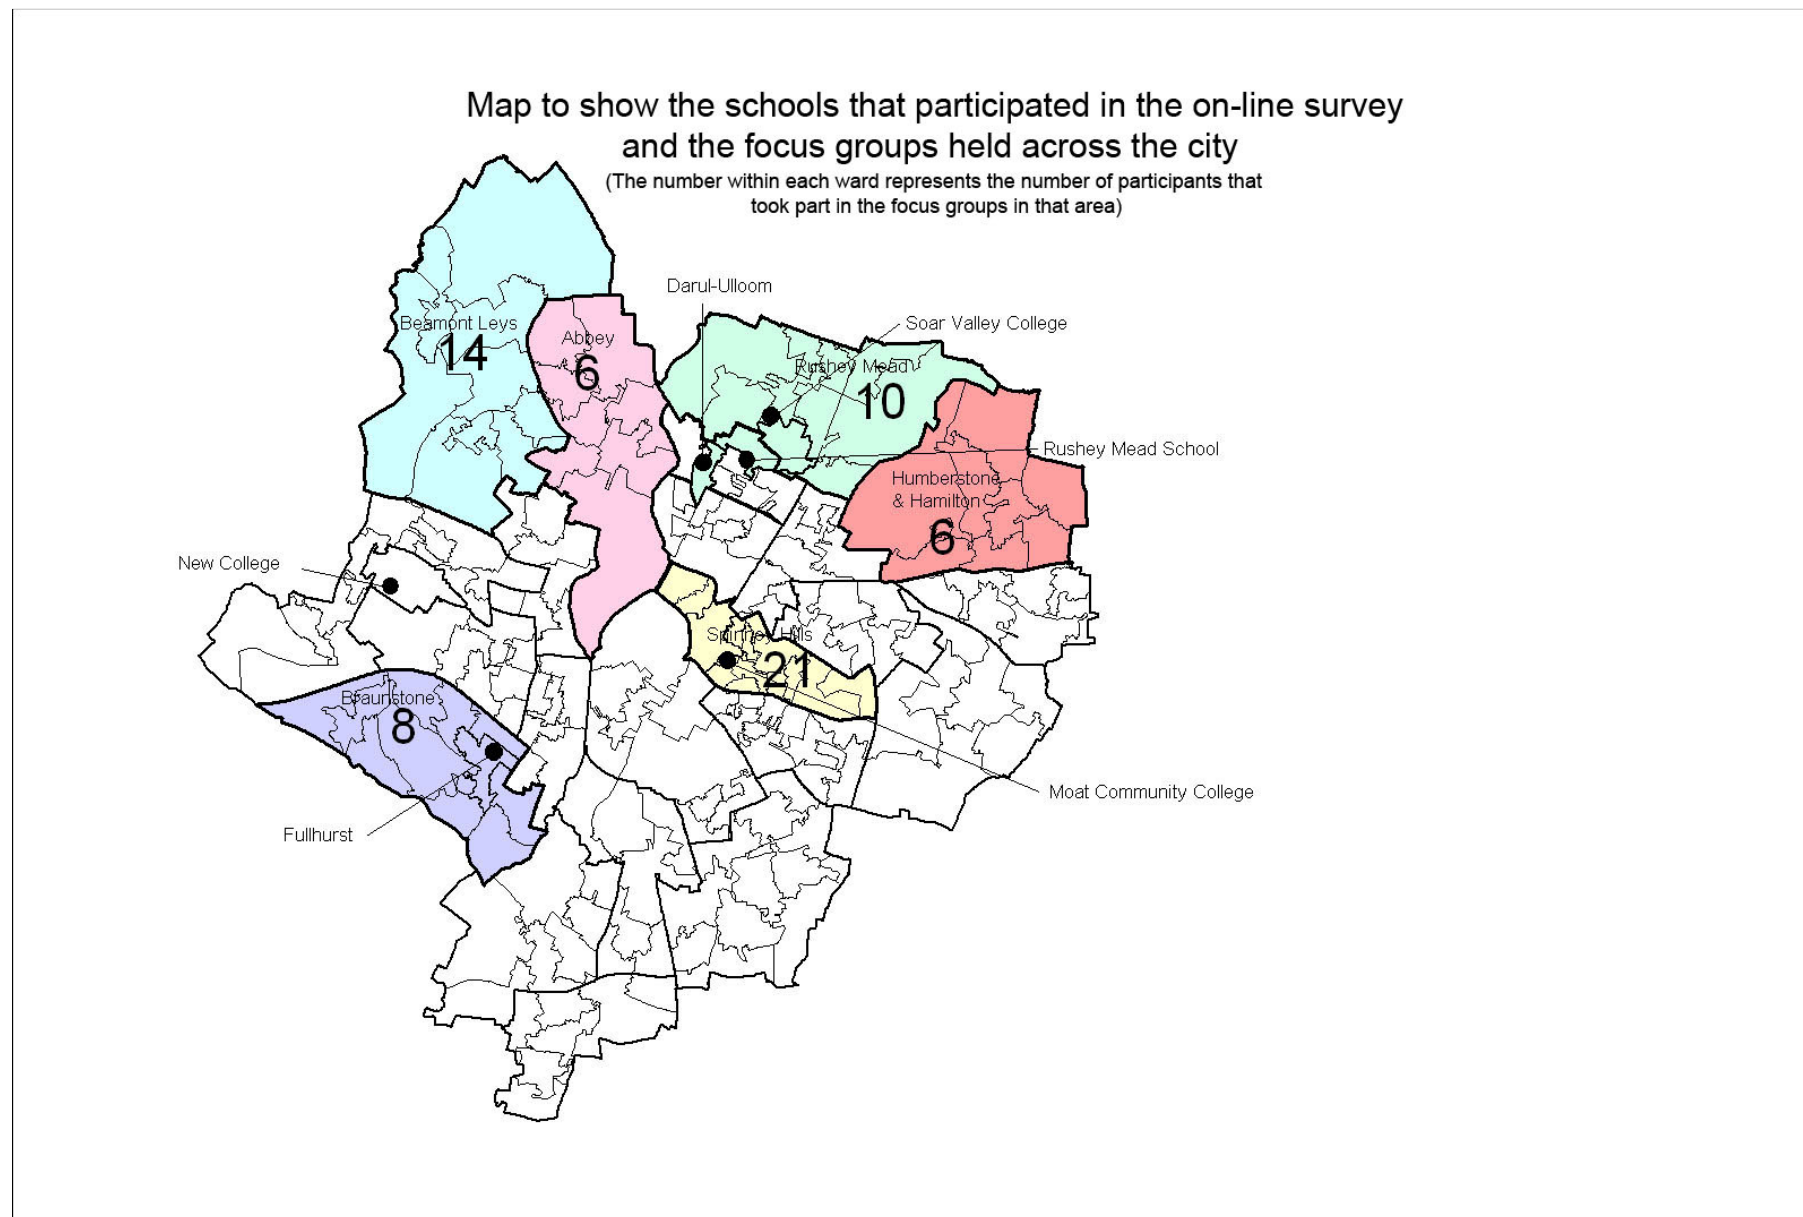 Map to show the schools that participated in the on-line survey
and the focus groups held across the city
(The number within each ward represents the number of participants that
took part in the focus groups in that area)
Darul-Ulloom
Soar Valley College
Beamont Leys
14
Abbey
6
Rushey Mead
10
Rushey Mead School
Humberstone
& Hamilton
6
New College
Spinney Hills
21
Braunstone
8
Moat Community College
Fullhurst